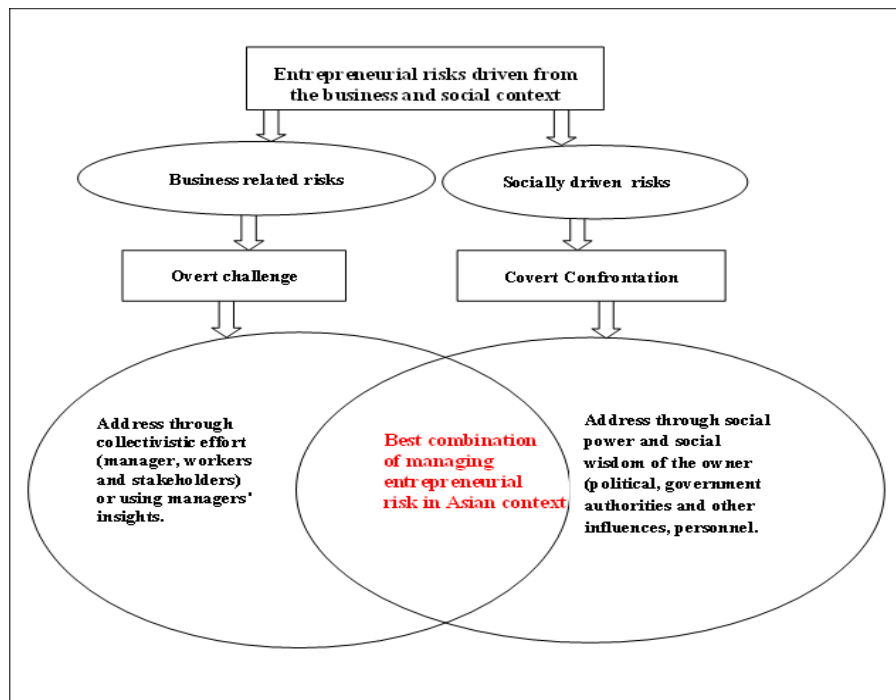 Entrepreneurial risks driven from
the business and social context
Business related risks
Socially driven risks
Overt challenge
Covert Confrontation
Address through
collectivistic effort
(manager, workers
and stakeholders)
or using managers'
insights.
Best combination
of managing
entrepreneurial
risk in Asian context
Address through social
power and social
wisdom of the owner
(political, government
authorities and other
influences, personnel.